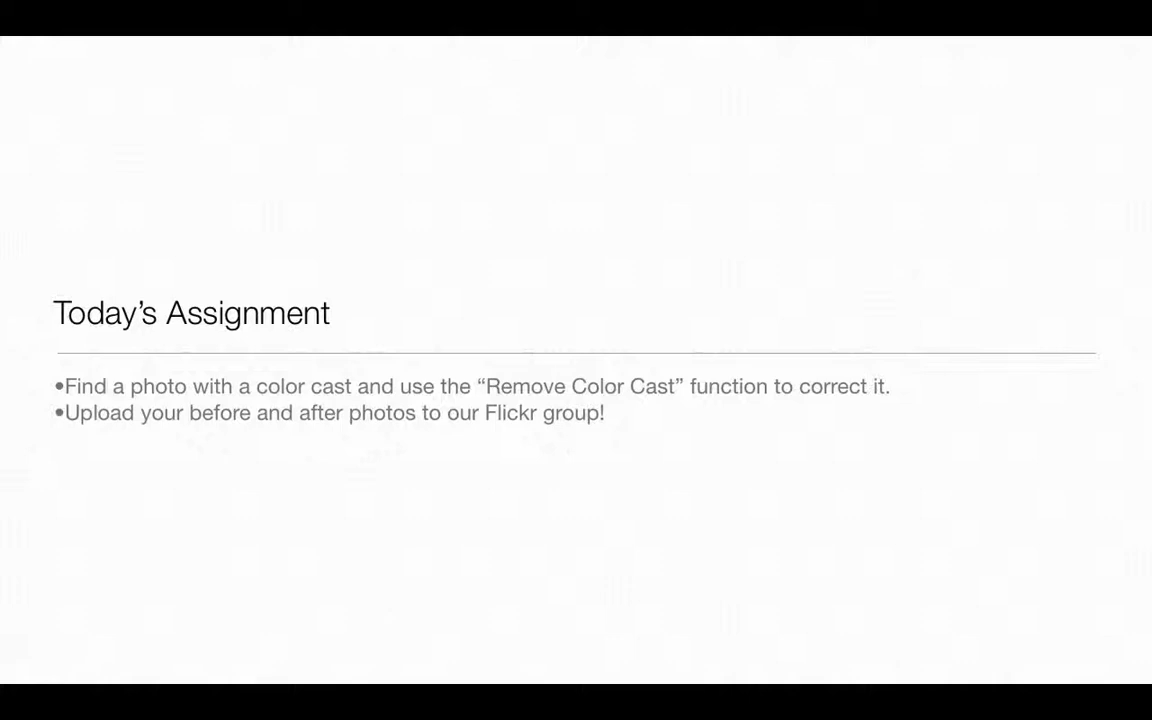 Today’s Assignment
•Find a photo with a color cast and use the “Remove Color Cast” function to correct it.
•Upload your before and after photos to our Flickr group!